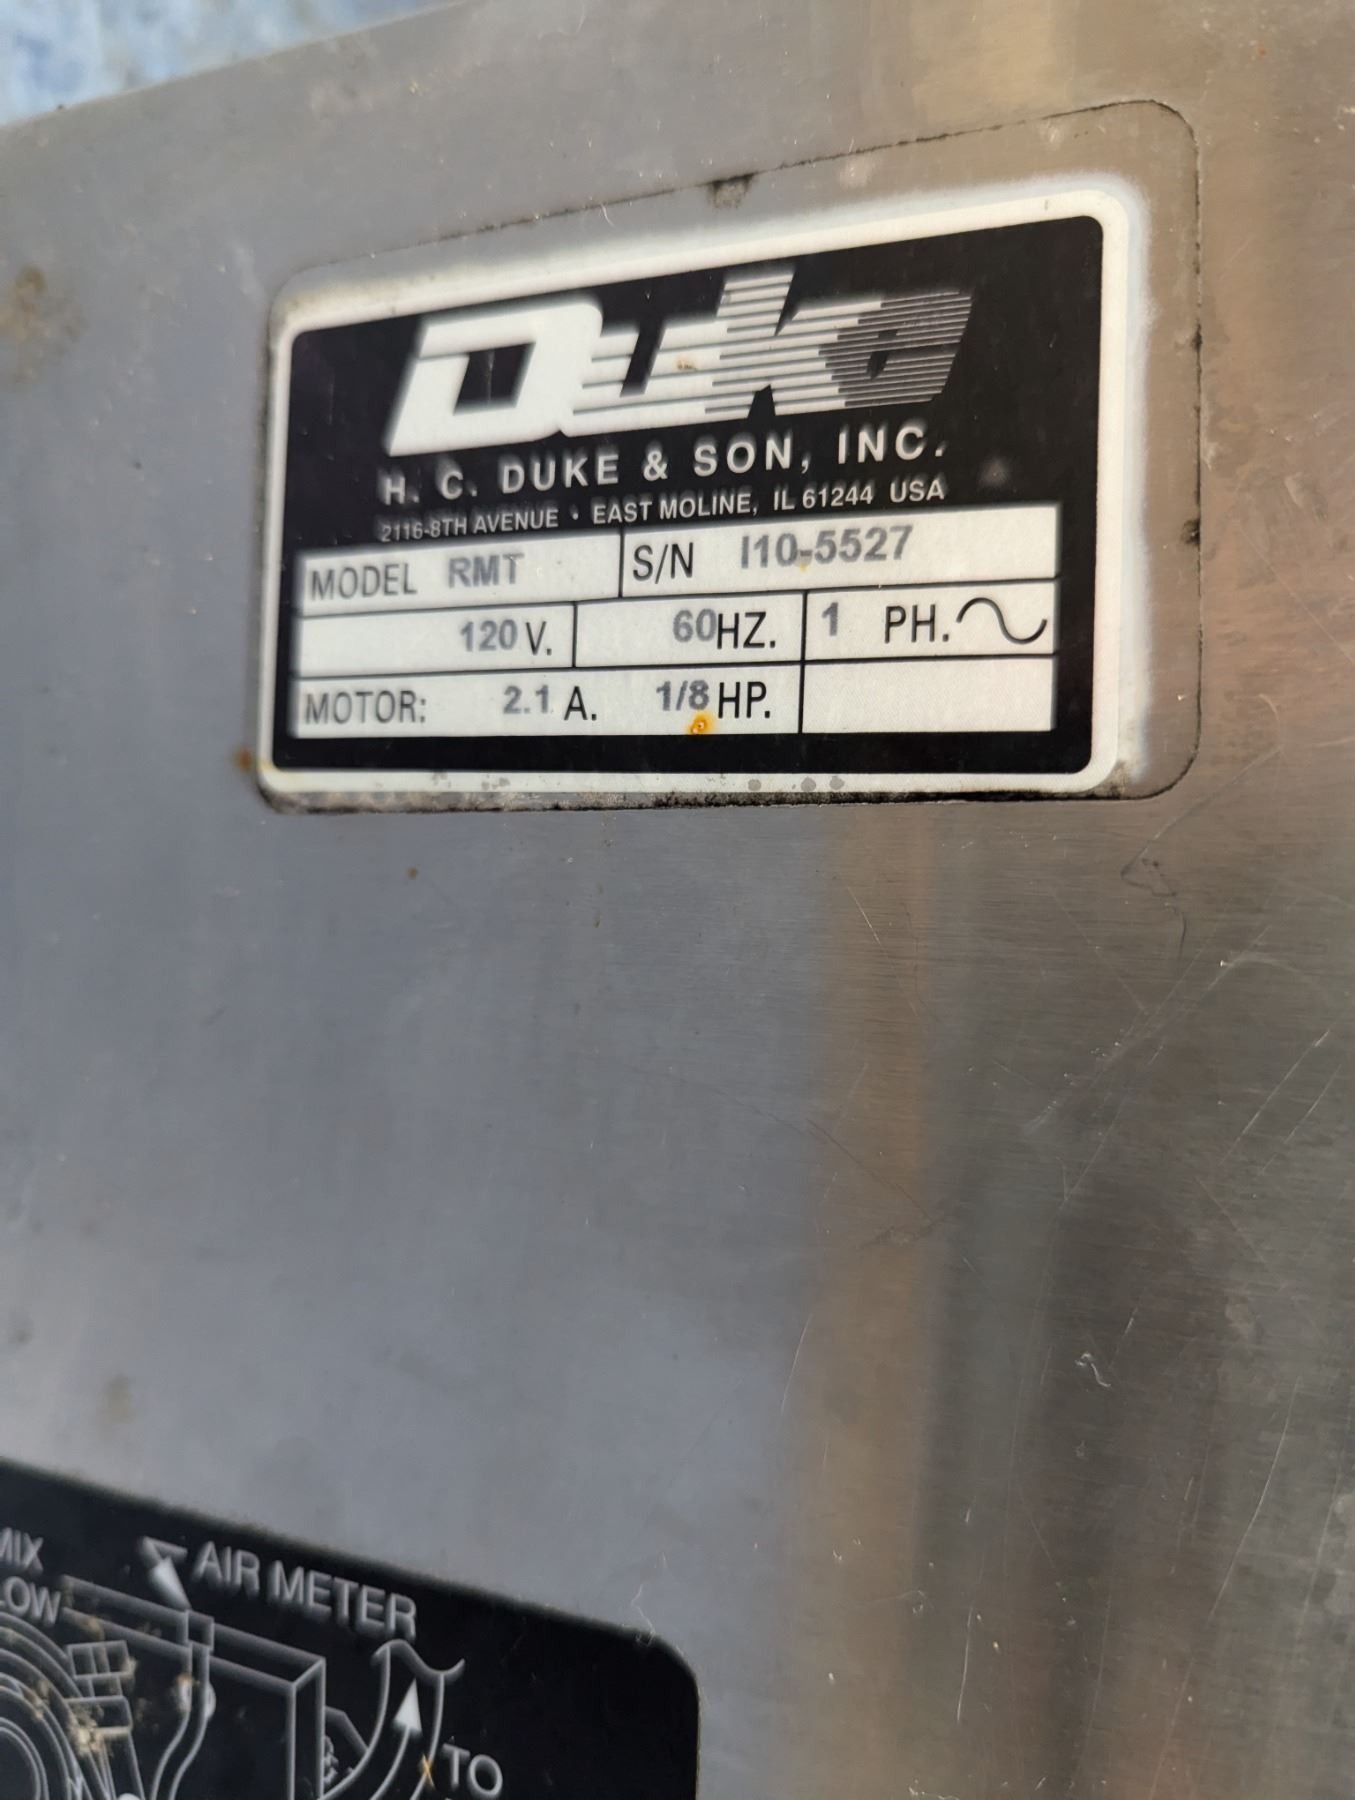 Duke
H. C. DUKE & SON, INC.
2116-8TH AVENUE • EAST MOLINE, IL 61244 USA
MODEL RMT S/N I10-5527
120 V. 60 HZ. 1 PH.
MOTOR: 2.1 A. 1/8 HP.
MIX
AIR METER
TO